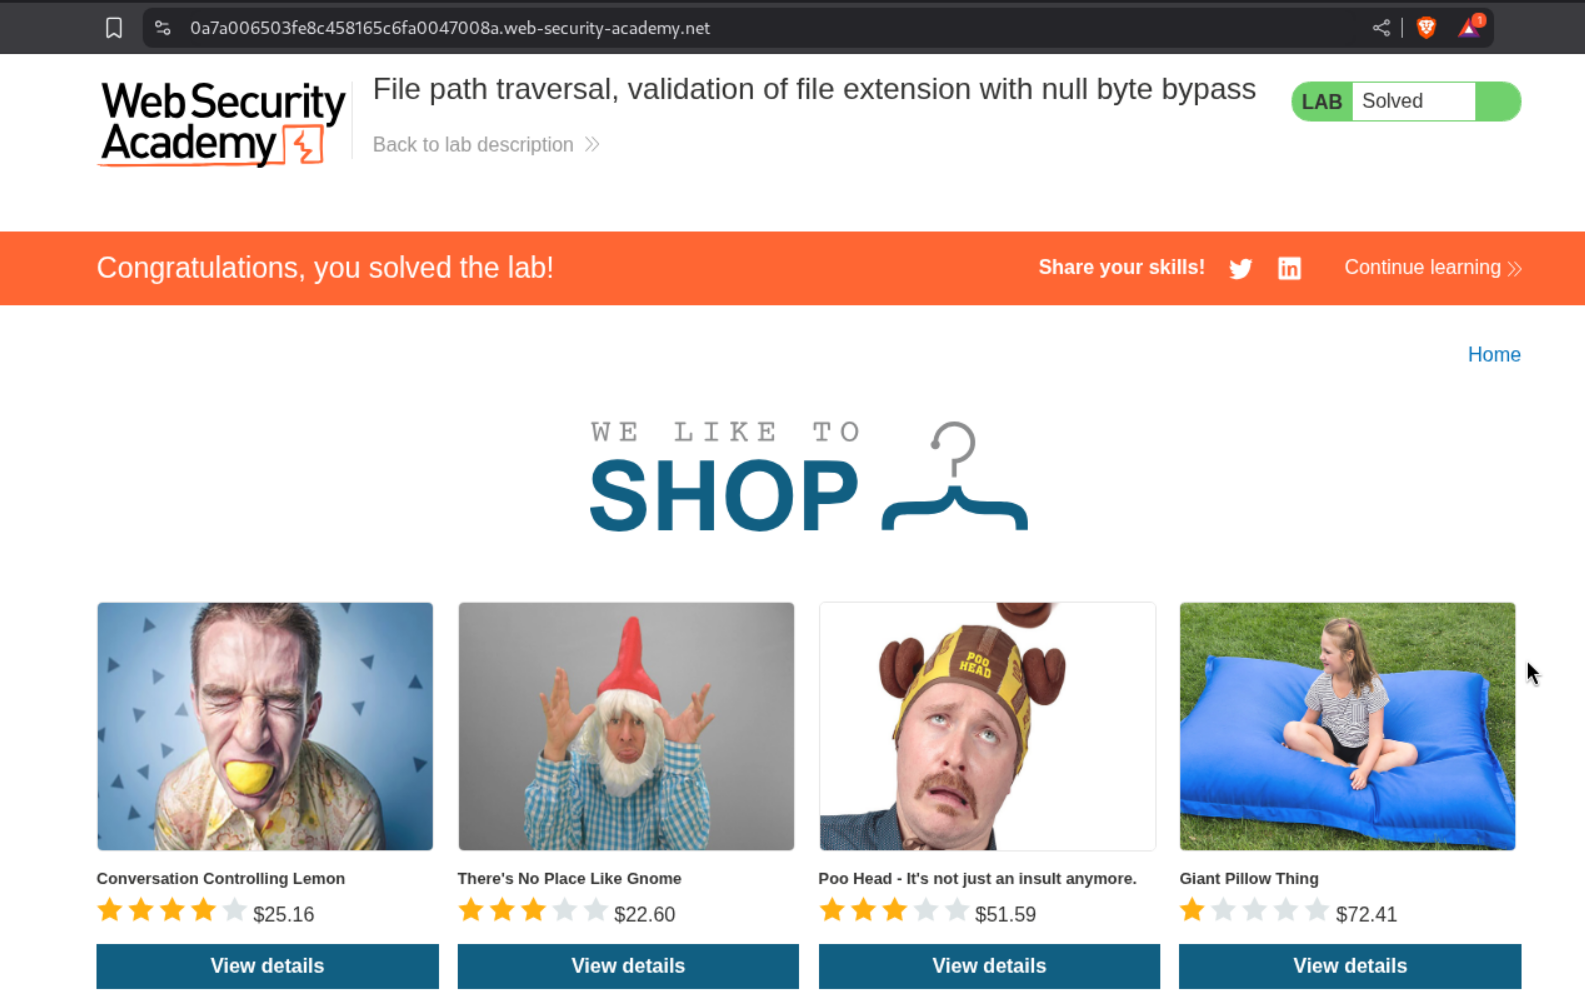 0a7a006503fe8c458165c6fa0047008a.web-security-academy.net
1
WebSecurity
Academy
File path traversal, validation of file extension with null byte bypass
Back to lab description
LAB Solved
Congratulations, you solved the lab!
Share your skills!
Continue learning
Home
WE LIKE TO
SHOP
POO
HEAD
Conversation Controlling Lemon
$25.16
View details
There's No Place Like Gnome
$22.60
View details
Poo Head - It's not just an insult anymore.
$51.59
View details
Giant Pillow Thing
$72.41
View details